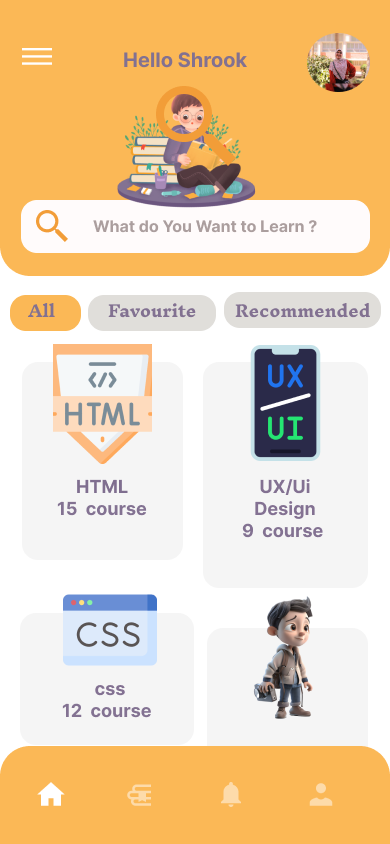 Hello Shrook
What do You Want to Learn ?
All
Favourite
Recommended
HTML
HTML
15 course
UX
UI
UX/Ui
Design
9 course
CSS
css
12 course